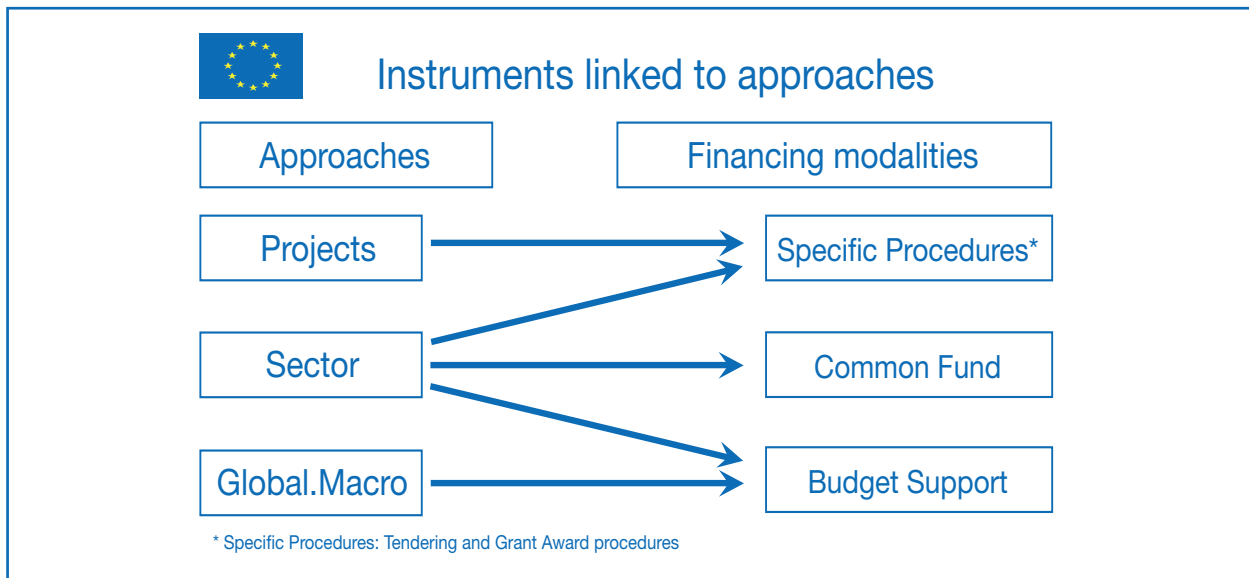 Instruments linked to approaches
Approaches
Financing modalities
Projects
Specific Procedures*
Sector
Common Fund
Global.Macro
Budget Support
* Specific Procedures: Tendering and Grant Award procedures